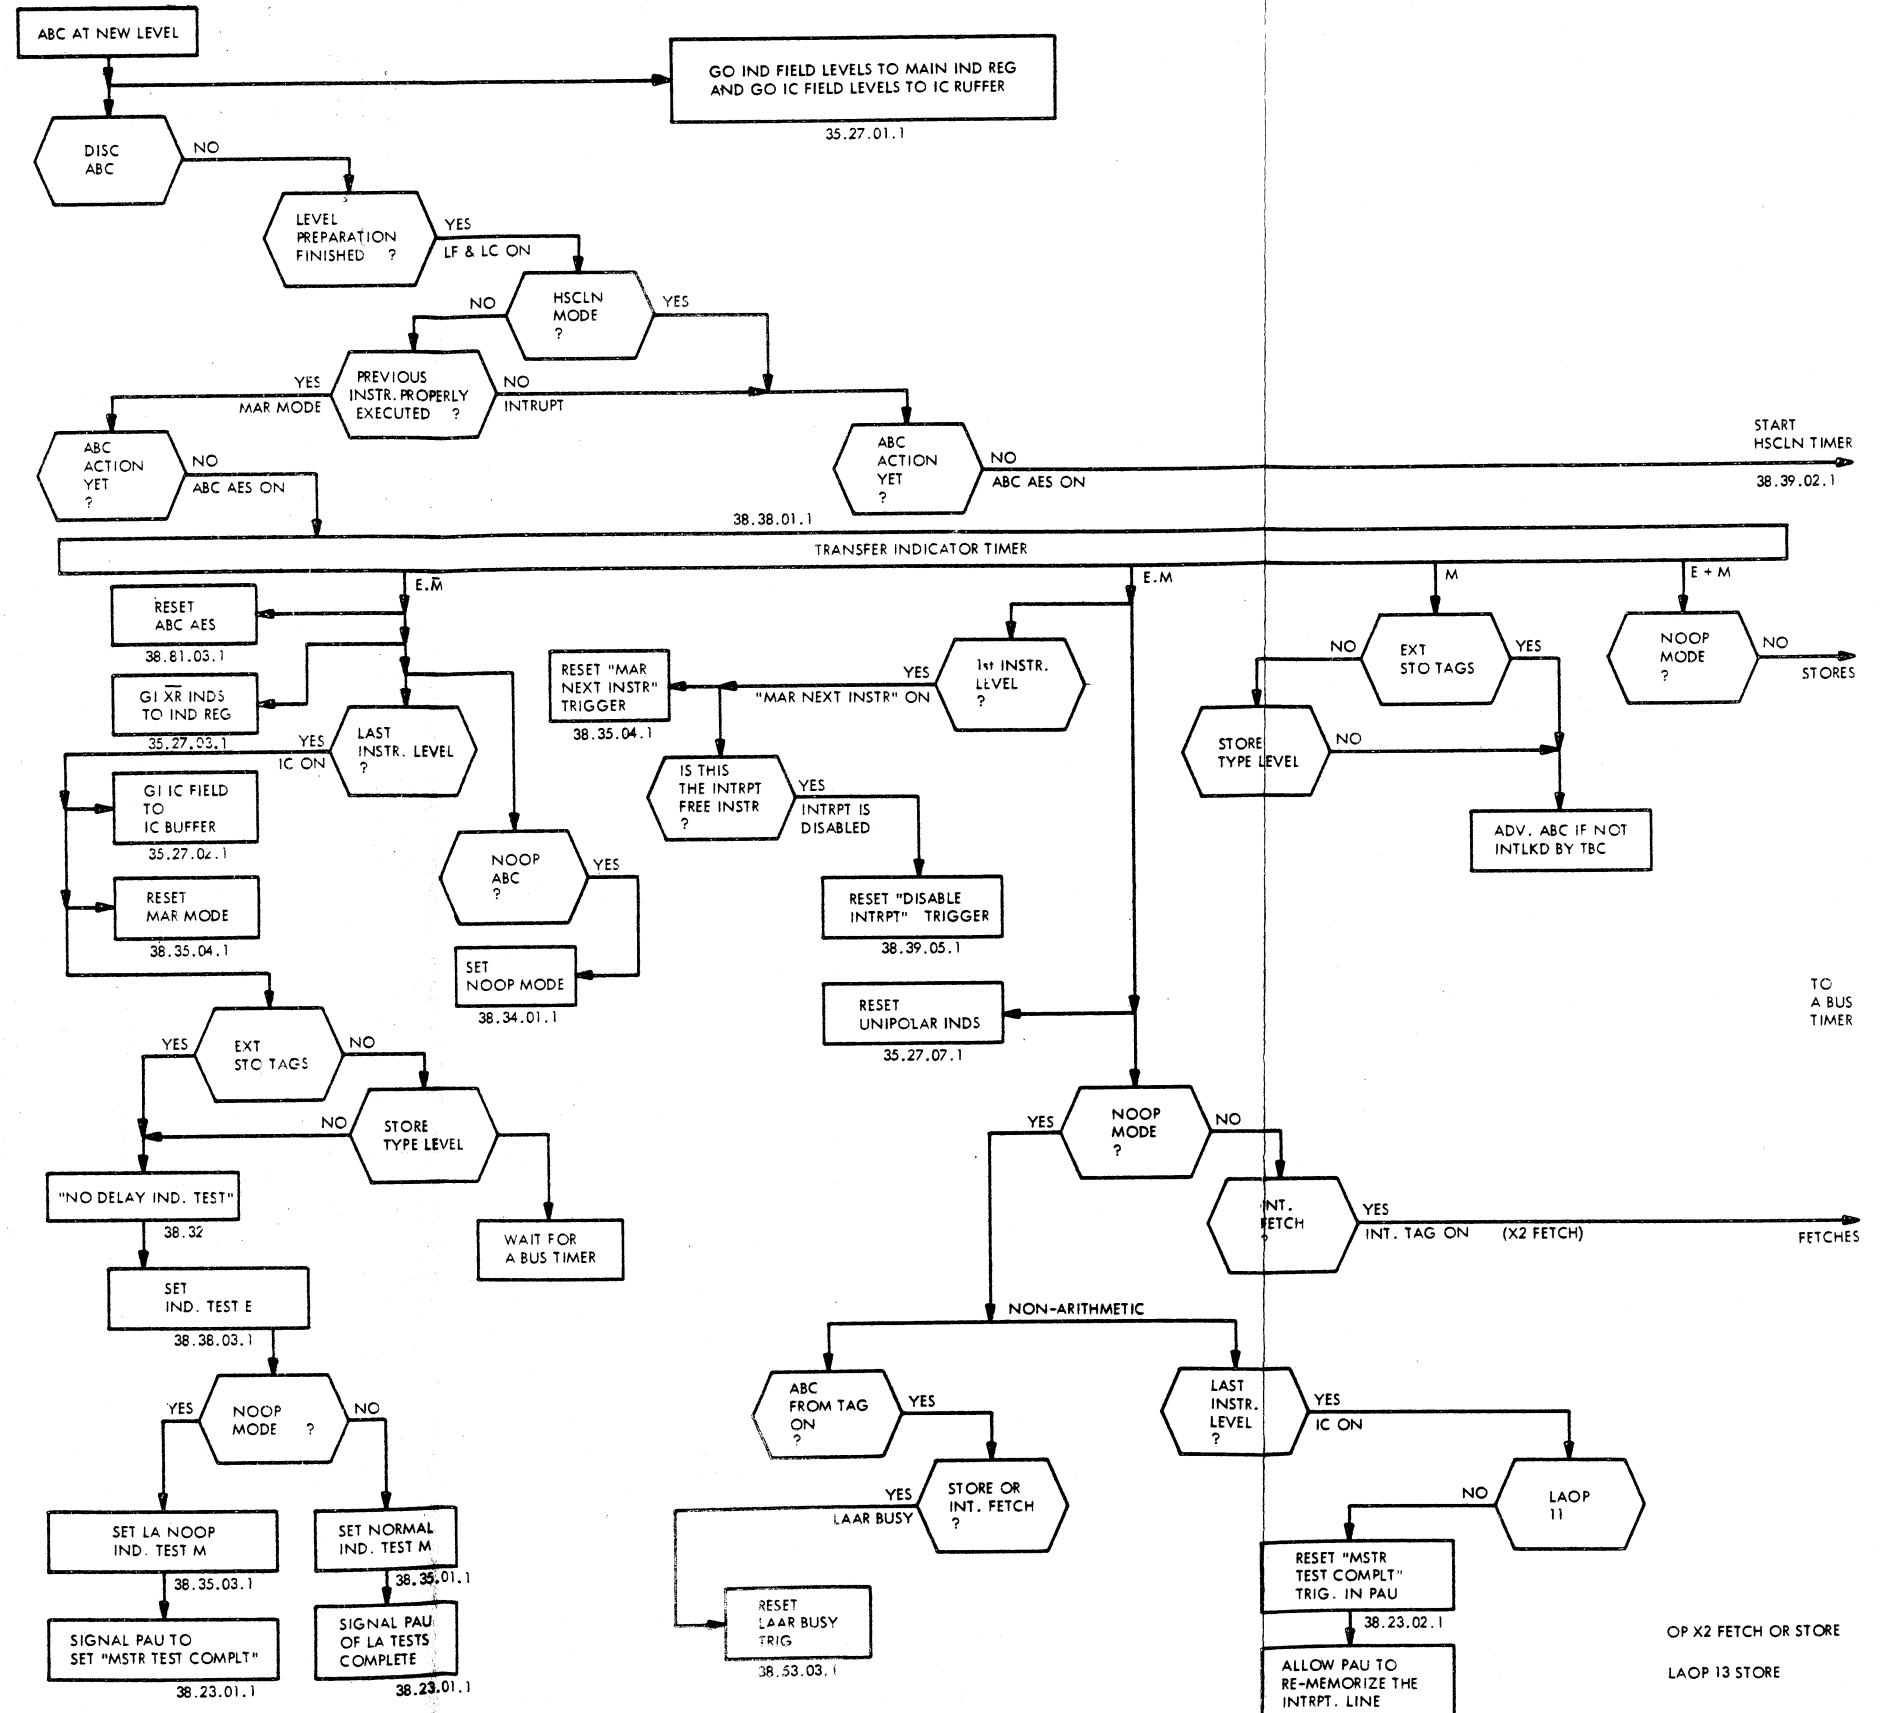 ABC AT NEW LEVEL
GO IND FIELD LEVELS TO MAIN IND REG
AND GO IC FIELD LEVELS TO IC RUFFER
35.27.01.1
DISC
ABC
NO
LEVEL
PREPARATION
FINISHED ?
YES
LF & LC ON
HSCLN
MODE
?
NO
YES
PREVIOUS
INSTR. PROPERLY
EXECUTED ?
YES
MAR MODE
NO
INTRUPT
ABC
ACTION
YET
?
NO
ABC AES ON
ABC
ACTION
YET
?
NO
ABC AES ON
START
HSCLN TIMER
38.39.02.1
38.38.01.1
TRANSFER INDICATOR TIMER
E.M̅
E.M
M
E + M
RESET
ABC AES
38.81.03.1
GI X̅R̅ INDS
TO IND REG
35.27.03.1
LAST
INSTR. LEVEL
?
YES
IC ON
GI IC FIELD
TO
IC BUFFER
35.27.02.1
RESET
MAR MODE
38.35.04.1
NOOP
ABC
?
YES
SET
NOOP MODE
38.34.01.1
RESET "MAR
NEXT INSTR"
TRIGGER
38.35.04.1
YES
"MAR NEXT INSTR" ON
1st INSTR.
LEVEL
?
IS THIS
THE INTRPT
FREE INSTR
?
YES
INTRPT IS
DISABLED
RESET "DISABLE
INTRPT" TRIGGER
38.39.05.1
RESET
UNIPOLAR INDS
35.27.07.1
EXT
STO TAGS
NO
YES
STORE
TYPE LEVEL
NO
ADV. ABC IF NOT
INTLKD BY TBC
NOOP
MODE
?
NO
STORES
TO
A BUS
TIMER
EXT
STO TAGS
YES
NO
STORE
TYPE LEVEL
NO
"NO DELAY IND. TEST"
38.32
WAIT FOR
A BUS TIMER
SET
IND. TEST E
38.38.03.1
NOOP
MODE ?
YES
NO
SET LA NOOP
IND. TEST M
38.35.03.1
SET NORMAL
IND. TEST M
38.35.01.1
SIGNAL PAU TO
SET "MSTR TEST COMPLT"
38.23.01.1
SIGNAL PAU
OF LA TESTS
COMPLETE
38.23.01.1
NOOP
MODE
?
YES
NO
INT.
FETCH
?
YES
INT. TAG ON (X2 FETCH)
FETCHES
NON-ARITHMETIC
ABC
FROM TAG
ON
?
YES
STORE OR
INT. FETCH
?
YES
LAAR BUSY
RESET
LAAR BUSY
TRIG
38.53.03.1
LAST
INSTR.
LEVEL
?
YES
IC ON
LAOP
11
NO
RESET "MSTR
TEST COMPLT"
TRIG. IN PAU
38.23.02.1
ALLOW PAU TO
RE-MEMORIZE THE
INTRPT. LINE
OP X2 FETCH OR STORE
LAOP 13 STORE